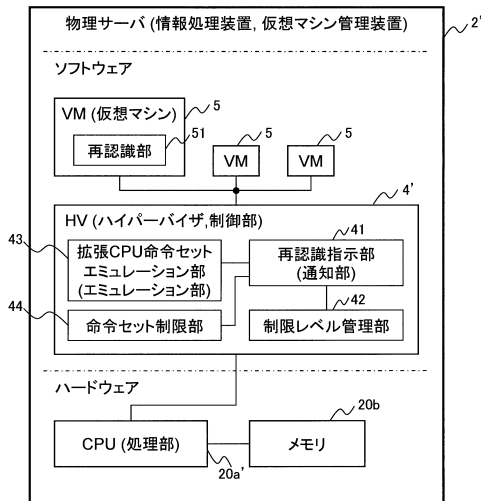 物理サーバ (情報処理装置, 仮想マシン管理装置)
2'
ソフトウェア
VM (仮想マシン)
5
再認識部
51
VM
5
VM
5
4'
HV (ハイパーバイザ,制御部)
43
拡張CPU命令セット
エミュレーション部
(エミュレーション部)
41
再認識指示部
(通知部)
44
命令セット制限部
42
制限レベル管理部
ハードウェア
CPU (処理部)
20a'
メモリ
20b